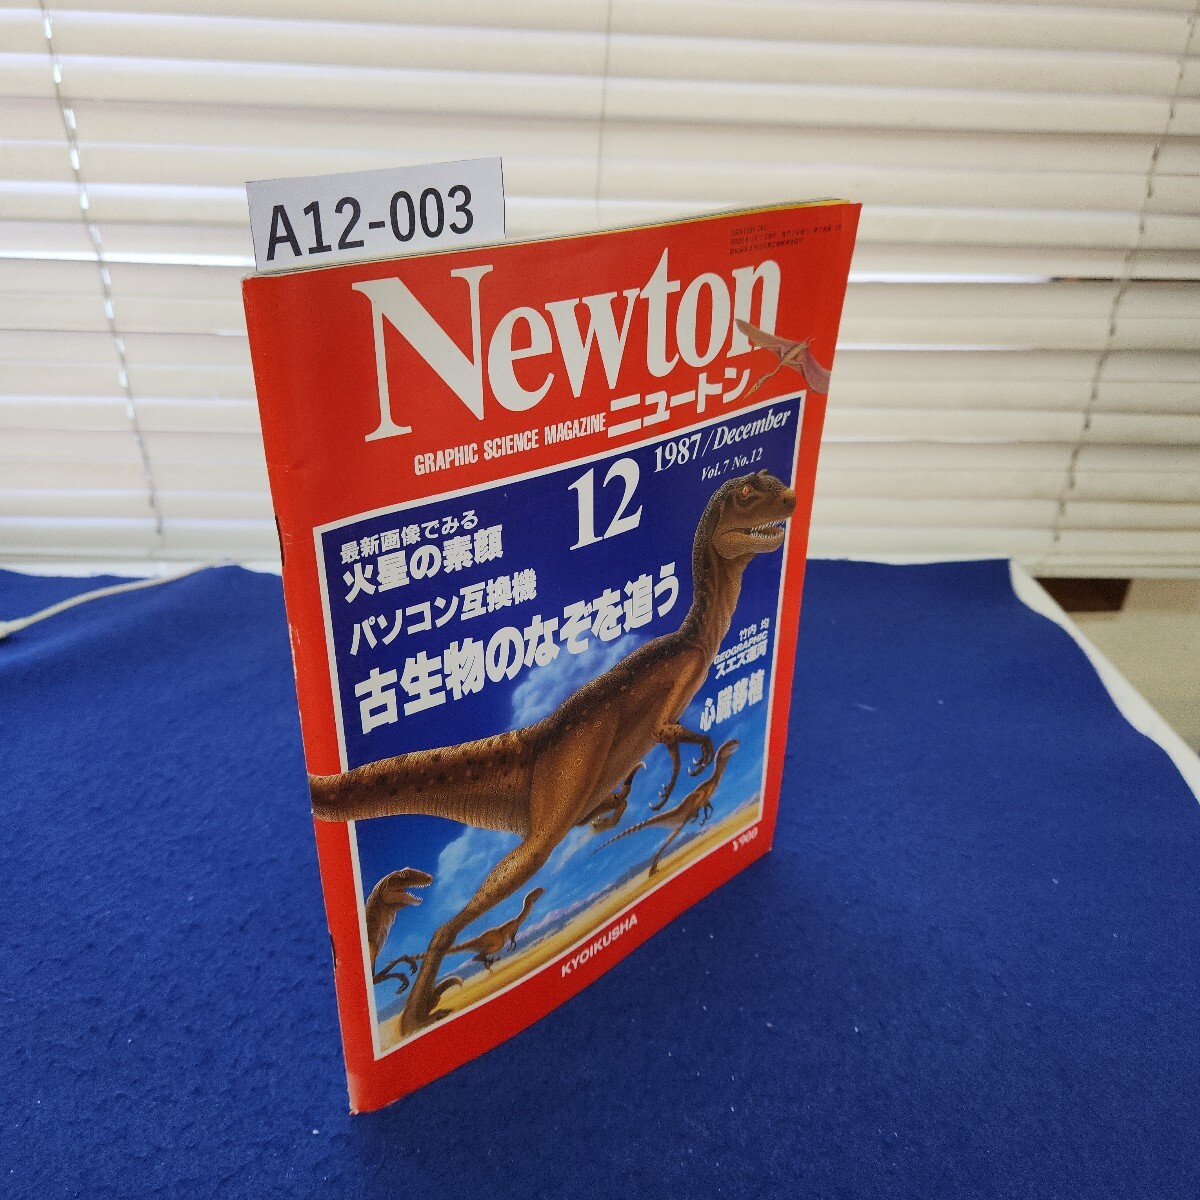 A12-003
Newton
GRAPHIC SCIENCE MAGAZINE ニュートン
12 1987/December
Vol.7 No.12
最新画像でみる
火星の素顔
パソコン互換機
古生物のなぞを追う
竹内 均
GEOGRAPHIC
スエズ運河
心臓移植
¥900
KYOIKUSHA